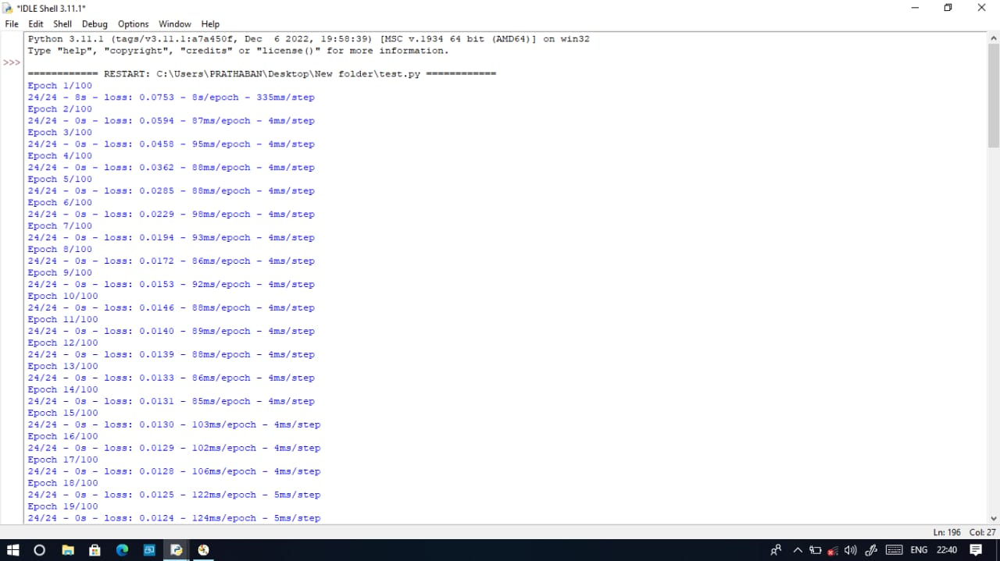 *IDLE Shell 3.11.1*
File Edit Shell Debug Options Window Help
Python 3.11.1 (tags/v3.11.1:a7a450f, Dec  6 2022, 19:58:39) [MSC v.1934 64 bit (AMD64)] on win32
Type "help", "copyright", "credits" or "license()" for more information.
>>>
============ RESTART: C:\Users\PRATHABAN\Desktop\New folder\test.py ============
Epoch 1/100
24/24 - 8s - loss: 0.0753 - 8s/epoch - 335ms/step
Epoch 2/100
24/24 - 0s - loss: 0.0594 - 87ms/epoch - 4ms/step
Epoch 3/100
24/24 - 0s - loss: 0.0458 - 95ms/epoch - 4ms/step
Epoch 4/100
24/24 - 0s - loss: 0.0362 - 88ms/epoch - 4ms/step
Epoch 5/100
24/24 - 0s - loss: 0.0285 - 88ms/epoch - 4ms/step
Epoch 6/100
24/24 - 0s - loss: 0.0229 - 98ms/epoch - 4ms/step
Epoch 7/100
24/24 - 0s - loss: 0.0194 - 93ms/epoch - 4ms/step
Epoch 8/100
24/24 - 0s - loss: 0.0172 - 86ms/epoch - 4ms/step
Epoch 9/100
24/24 - 0s - loss: 0.0153 - 92ms/epoch - 4ms/step
Epoch 10/100
24/24 - 0s - loss: 0.0146 - 88ms/epoch - 4ms/step
Epoch 11/100
24/24 - 0s - loss: 0.0140 - 89ms/epoch - 4ms/step
Epoch 12/100
24/24 - 0s - loss: 0.0139 - 88ms/epoch - 4ms/step
Epoch 13/100
24/24 - 0s - loss: 0.0133 - 86ms/epoch - 4ms/step
Epoch 14/100
24/24 - 0s - loss: 0.0131 - 85ms/epoch - 4ms/step
Epoch 15/100
24/24 - 0s - loss: 0.0130 - 103ms/epoch - 4ms/step
Epoch 16/100
24/24 - 0s - loss: 0.0129 - 102ms/epoch - 4ms/step
Epoch 17/100
24/24 - 0s - loss: 0.0128 - 106ms/epoch - 4ms/step
Epoch 18/100
24/24 - 0s - loss: 0.0125 - 122ms/epoch - 5ms/step
Epoch 19/100
24/24 - 0s - loss: 0.0124 - 124ms/epoch - 5ms/step
Ln: 196 Col: 27
ENG 22:40